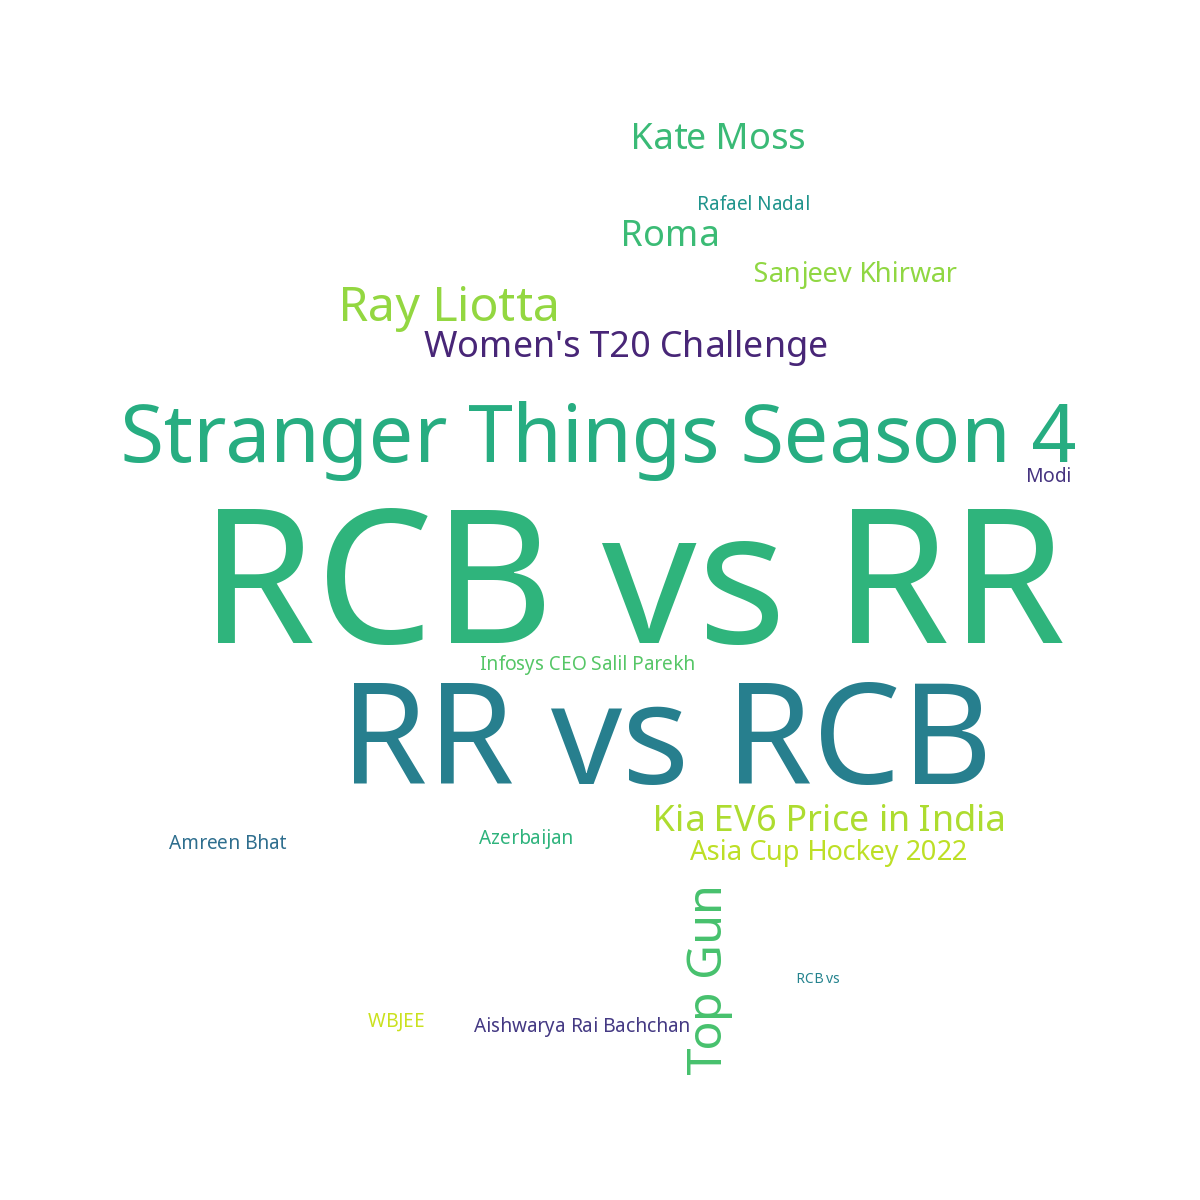 Kate Moss
Rafael Nadal
Roma
Sanjeev Khirwar
Ray Liotta
Women's T20 Challenge
Stranger Things Season 4
Modi
RCB vs RR
Infosys CEO Salil Parekh
RR vs RCB
Kia EV6 Price in India
Amreen Bhat
Azerbaijan
Asia Cup Hockey 2022
Top Gun
RCB vs
WBJEE
Aishwarya Rai Bachchan